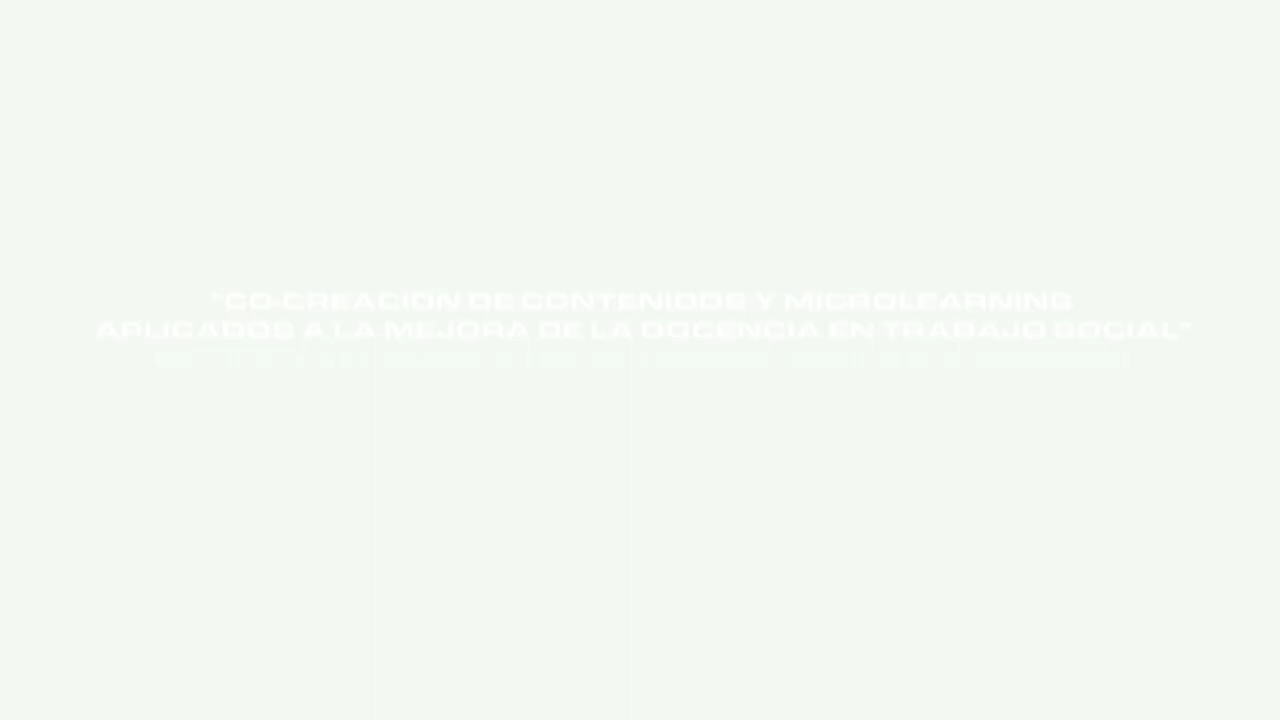 "CO-CREACION DE CONTENIDOS Y MICROLEARNING
APLICADOS A LA MEJORA DE LA DOCENCIA EN TRABAJO SOCIAL"